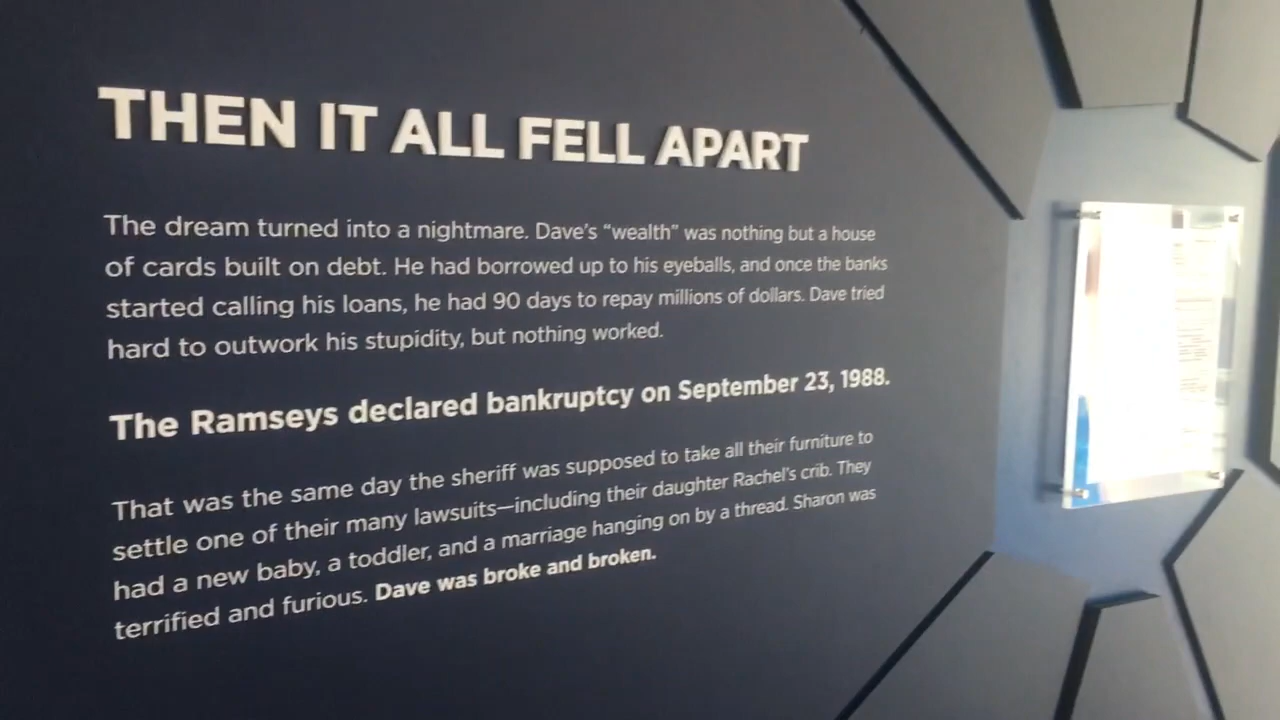 THEN IT ALL FELL APART
The dream turned into a nightmare. Dave's “wealth” was nothing but a house
of cards built on debt. He had borrowed up to his eyeballs, and once the banks
started calling his loans, he had 90 days to repay millions of dollars. Dave tried
hard to outwork his stupidity, but nothing worked.
The Ramseys declared bankruptcy on September 23, 1988.
That was the same day the sheriff was supposed to take all their furniture to
settle one of their many lawsuits—including their daughter Rachel's crib. They
had a new baby, a toddler, and a marriage hanging on by a thread. Sharon was
terrified and furious. Dave was broke and broken.